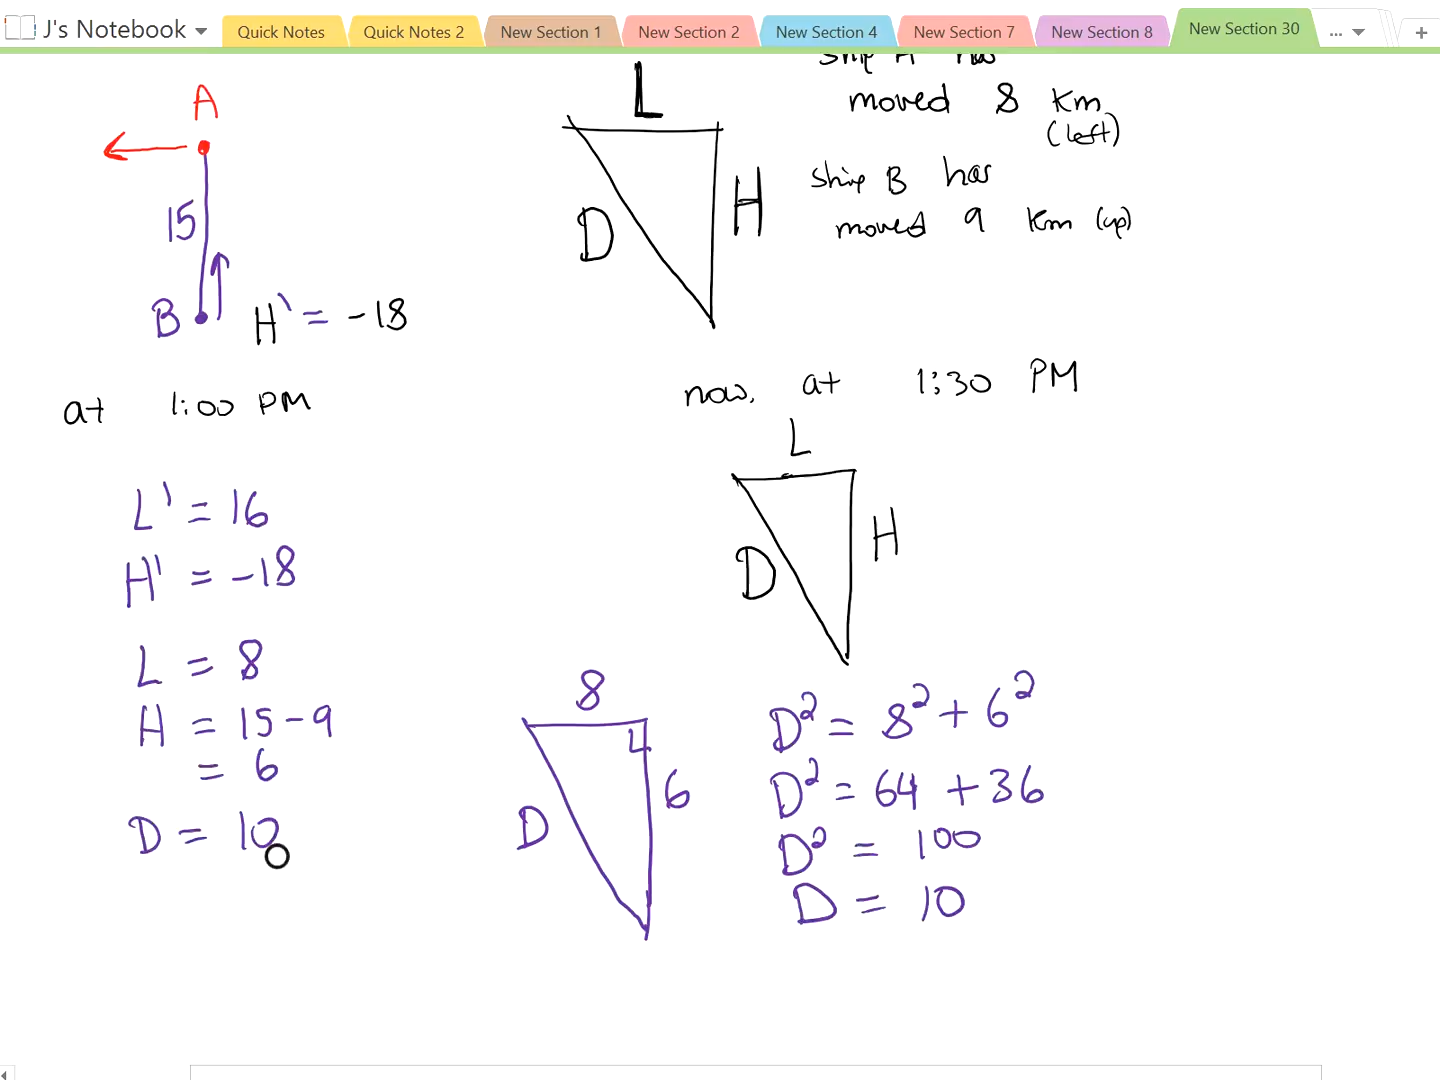 J's Notebook
Quick Notes
Quick Notes 2
New Section 1
New Section 2
New Section 4
New Section 7
New Section 8
New Section 30
...
A
15
B
H' = -18
at 1:00 PM
L
D
H
moved 8 Km
(left)
Ship B has
moved 9 Km (up)
now, at 1:30 PM
L
D
H
L' = 16
H' = -18
L = 8
H = 15 - 9
= 6
D = 10
8
6
D
D² = 8² + 6²
D² = 64 + 36
D² = 100
D = 10